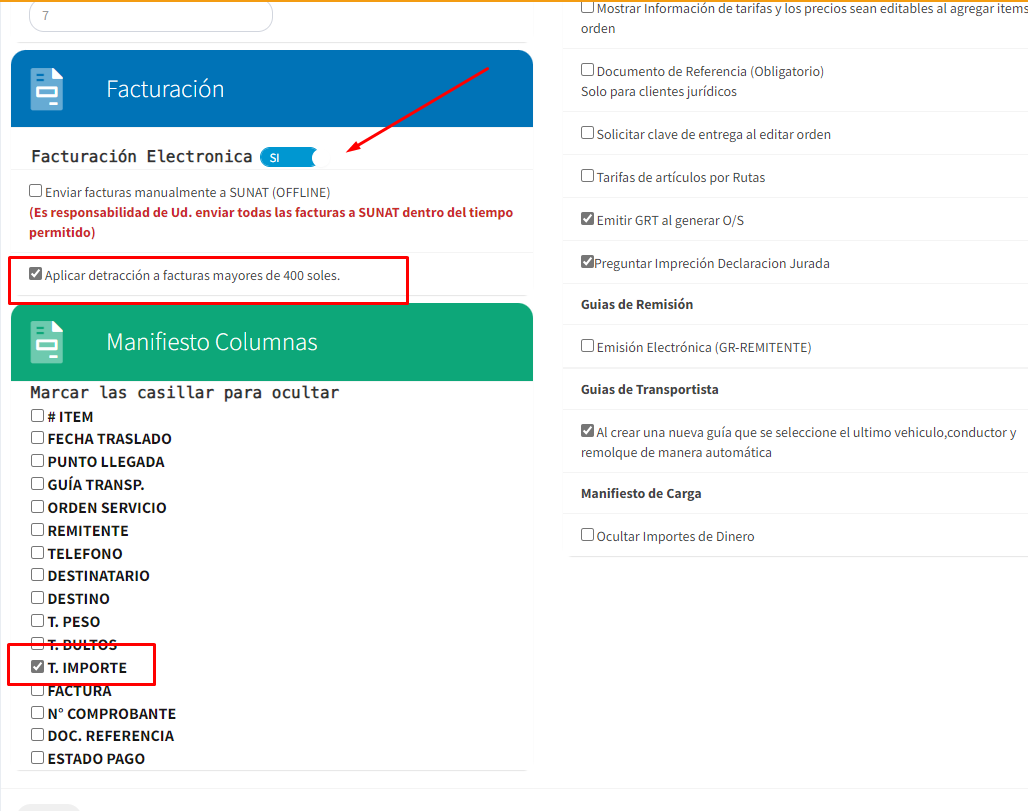 7
Facturación
Facturación Electronica SI
Enviar facturas manualmente a SUNAT (OFFLINE)
(Es responsabilidad de Ud. enviar todas las facturas a SUNAT dentro del tiempo
permitido)
Aplicar detracción a facturas mayores de 400 soles.
Manifiesto Columnas
Marcar las casillar para ocultar
# ITEM
FECHA TRASLADO
PUNTO LLEGADA
GUÍA TRANSP.
ORDEN SERVICIO
REMITENTE
TELEFONO
DESTINATARIO
DESTINO
T. PESO
T. BULTOS
T. IMPORTE
FACTURA
N° COMPROBANTE
DOC. REFERENCIA
ESTADO PAGO
Mostrar Información de tarifas y los precios sean editables al agregar items
orden
Documento de Referencia (Obligatorio)
Solo para clientes jurídicos
Solicitar clave de entrega al editar orden
Tarifas de artículos por Rutas
Emitir GRT al generar O/S
Preguntar Impreción Declaracion Jurada
Guias de Remisión
Emisión Electrónica (GR-REMITENTE)
Guias de Transportista
Al crear una nueva guía que se seleccione el ultimo vehiculo,conductor y
remolque de manera automática
Manifiesto de Carga
Ocultar Importes de Dinero